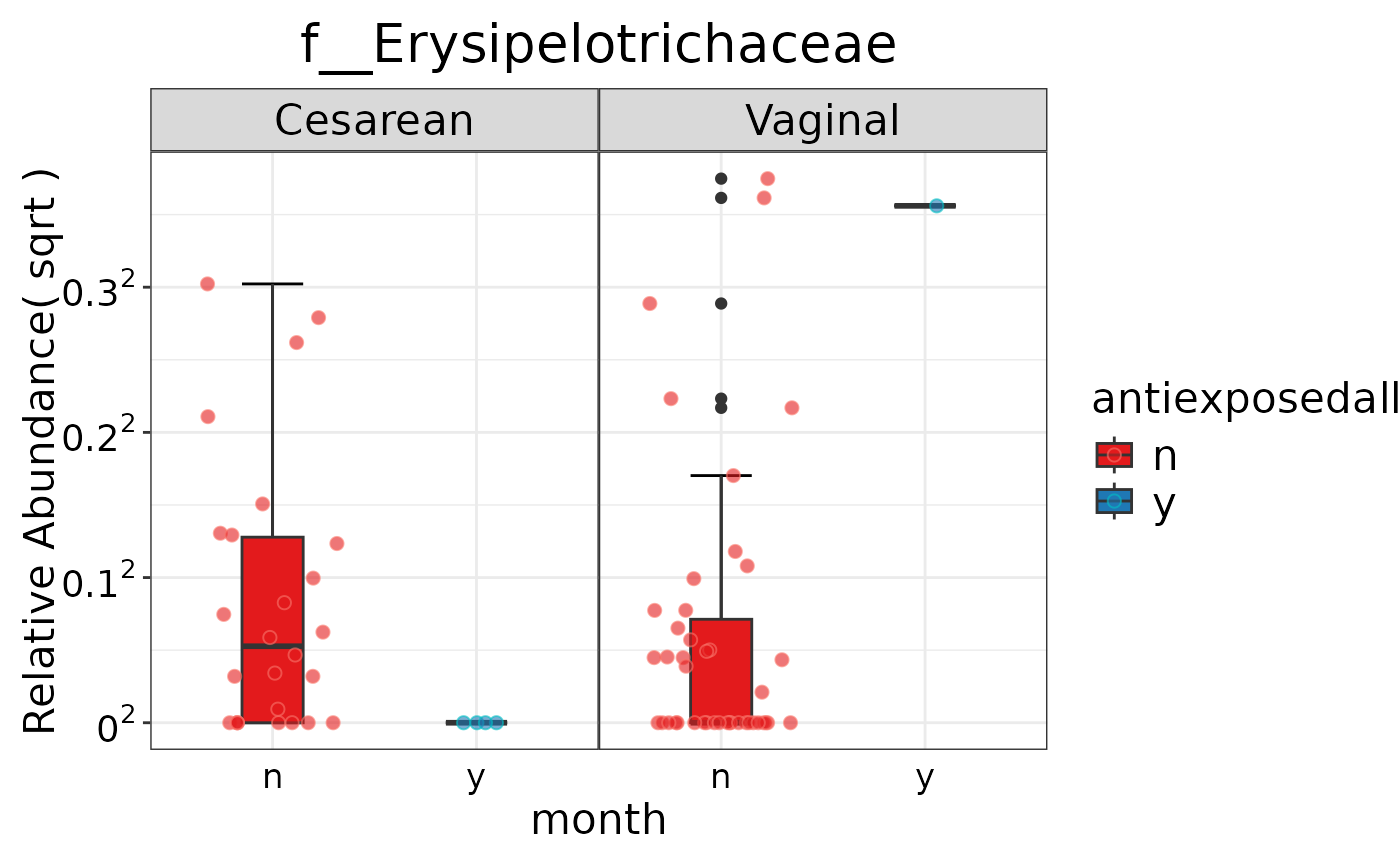 f__Erysipelotrichaceae
Cesarean
Vaginal
Relative Abundance( sqrt )
0.3²
0.2²
0.1²
0²
n
y
n
y
month
antiexposedall
n
y